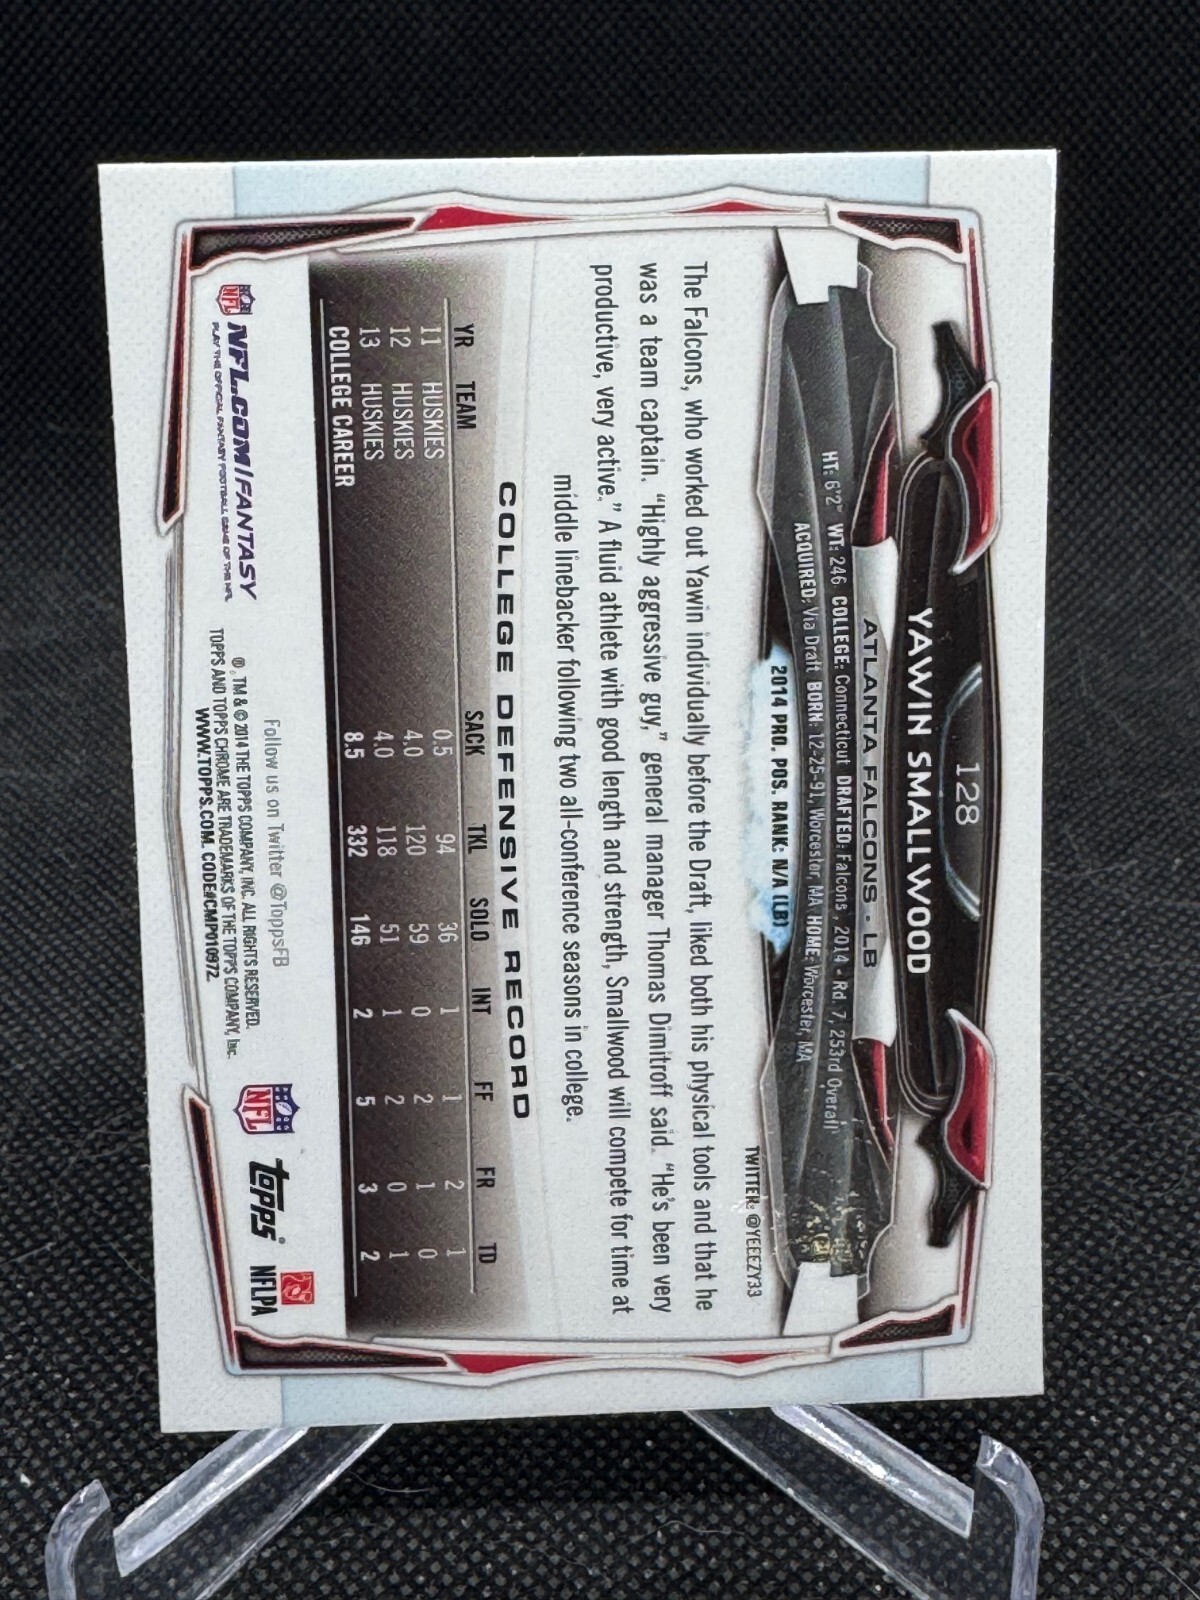 128
YAWIN SMALLWOOD
ATLANTA FALCONS - LB
HT: 6'2" WT: 246 COLLEGE: Connecticut DRAFTED: Falcons, 2014 - Rd. 7, 253rd Overall
ACQUIRED: Via Draft BORN: 12-25-91, Worcester, MA HOME: Worcester, MA
2014 PRO. POS. RANK: N/A (LB)
TWITTER: @YEEEZY33
The Falcons, who worked out Yawin individually before the Draft, liked both his physical tools and that he
was a team captain. "Highly aggressive guy," general manager Thomas Dimitroff said. "He's been very
productive, very active." A fluid athlete with good length and strength, Smallwood will compete for time at
middle linebacker following two all-conference seasons in college.
COLLEGE DEFENSIVE RECORD
YR TEAM SACK TKL SOLO INT FF FR TD
11 HUSKIES 0.5 94 36 1 1 2 1
12 HUSKIES 4.0 120 59 0 2 1 0
13 HUSKIES 4.0 118 51 1 2 0 1
COLLEGE CAREER 8.5 332 146 2 5 3 2
NFL
NFL.COM/FANTASY
PLAY THE OFFICIAL FANTASY FOOTBALL GAME OF THE NFL
Follow us on Twitter @ToppsFB
®, TM & © 2014 THE TOPPS COMPANY, INC. ALL RIGHTS RESERVED.
TOPPS AND TOPPS CHROME ARE TRADEMARKS OF THE TOPPS COMPANY, Inc.
WWW.TOPPS.COM. CODE#CMP010972.
NFL
topps®
NFLPA